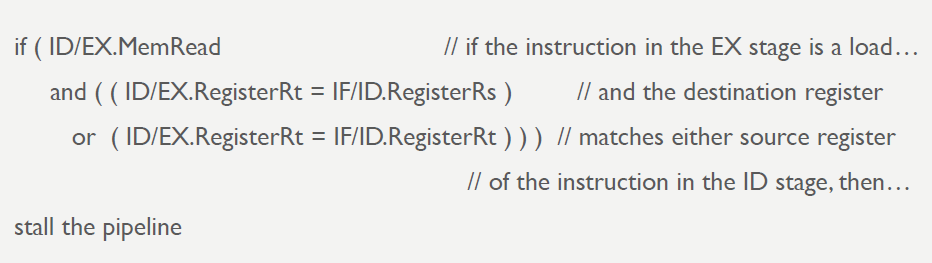 if ( ID/EX.MemRead // if the instruction in the EX stage is a load…
and ( ( ID/EX.RegisterRt = IF/ID.RegisterRs ) // and the destination register
or ( ID/EX.RegisterRt = IF/ID.RegisterRt ) ) ) // matches either source register
// of the instruction in the ID stage, then…
stall the pipeline